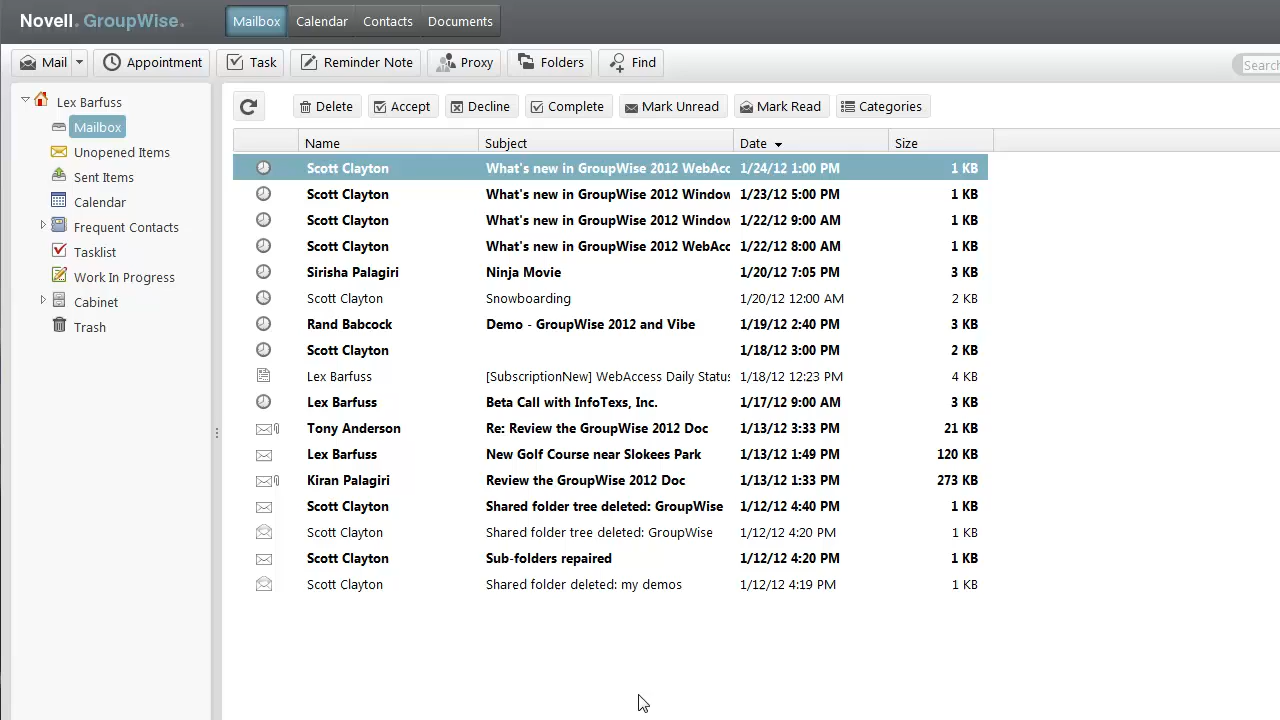 Novell. GroupWise.
Mailbox Calendar Contacts Documents
Mail Appointment Task Reminder Note Proxy Folders Find Search
Lex Barfuss
Mailbox
Unopened Items
Sent Items
Calendar
Frequent Contacts
Tasklist
Work In Progress
Cabinet
Trash
Delete Accept Decline Complete Mark Unread Mark Read Categories
Name Subject Date Size
Scott Clayton What's new in GroupWise 2012 WebAcc 1/24/12 1:00 PM 1 KB
Scott Clayton What's new in GroupWise 2012 Window 1/23/12 5:00 PM 1 KB
Scott Clayton What's new in GroupWise 2012 Window 1/22/12 9:00 AM 1 KB
Scott Clayton What's new in GroupWise 2012 WebAcc 1/22/12 8:00 AM 1 KB
Sirisha Palagiri Ninja Movie 1/20/12 7:05 PM 3 KB
Scott Clayton Snowboarding 1/20/12 12:00 AM 2 KB
Rand Babcock Demo - GroupWise 2012 and Vibe 1/19/12 2:40 PM 3 KB
Scott Clayton 1/18/12 3:00 PM 2 KB
Lex Barfuss [SubscriptionNew] WebAccess Daily Status 1/18/12 12:23 PM 4 KB
Lex Barfuss Beta Call with InfoTexs, Inc. 1/17/12 9:00 AM 3 KB
Tony Anderson Re: Review the GroupWise 2012 Doc 1/13/12 3:33 PM 21 KB
Lex Barfuss New Golf Course near Slokees Park 1/13/12 1:49 PM 120 KB
Kiran Palagiri Review the GroupWise 2012 Doc 1/13/12 1:33 PM 273 KB
Scott Clayton Shared folder tree deleted: GroupWise 1/12/12 4:40 PM 1 KB
Scott Clayton Shared folder tree deleted: GroupWise 1/12/12 4:20 PM 1 KB
Scott Clayton Sub-folders repaired 1/12/12 4:20 PM 1 KB
Scott Clayton Shared folder deleted: my demos 1/12/12 4:19 PM 1 KB